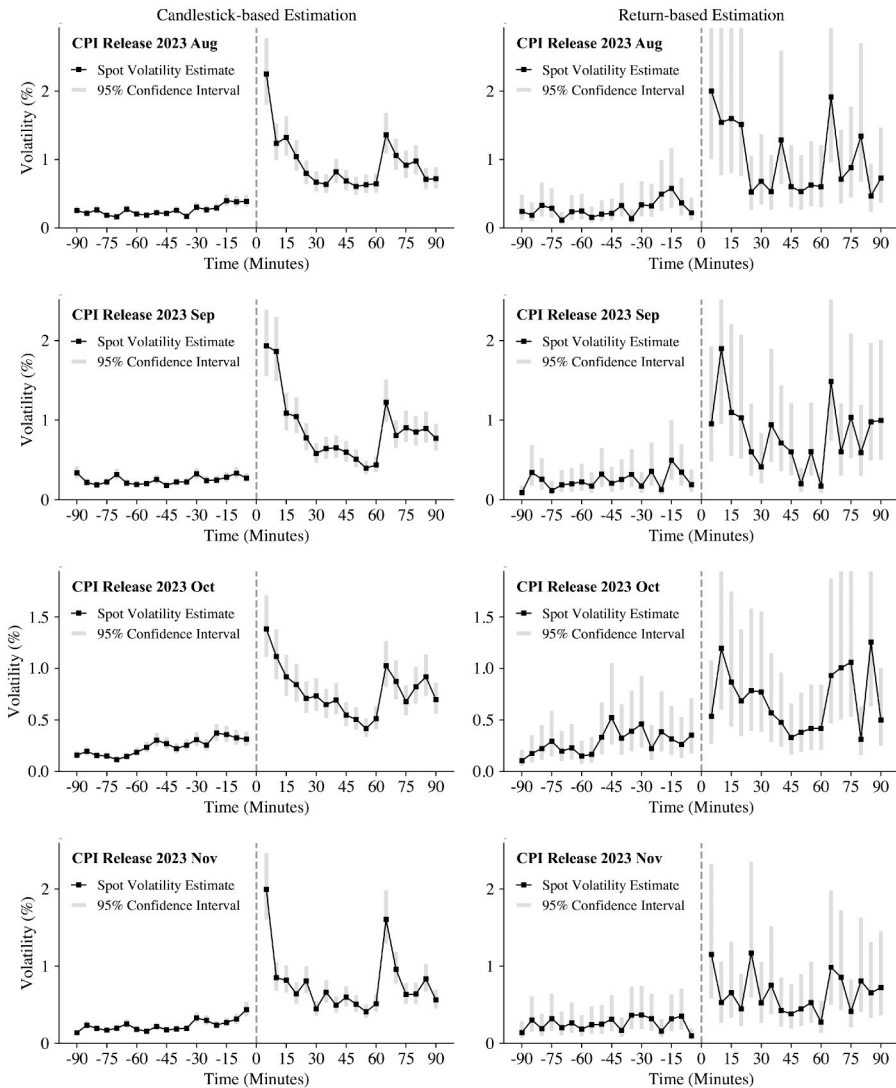 Candlestick-based Estimation
Return-based Estimation
CPI Release 2023 Aug
Spot Volatility Estimate
95% Confidence Interval
Volatility (%)
2
1
0
-90 -75 -60 -45 -30 -15 0 15 30 45 60 75 90
Time (Minutes)
CPI Release 2023 Aug
Spot Volatility Estimate
95% Confidence Interval
2
1
0
-90 -75 -60 -45 -30 -15 0 15 30 45 60 75 90
Time (Minutes)
CPI Release 2023 Sep
Spot Volatility Estimate
95% Confidence Interval
Volatility (%)
2
1
0
-90 -75 -60 -45 -30 -15 0 15 30 45 60 75 90
Time (Minutes)
CPI Release 2023 Sep
Spot Volatility Estimate
95% Confidence Interval
2
1
0
-90 -75 -60 -45 -30 -15 0 15 30 45 60 75 90
Time (Minutes)
CPI Release 2023 Oct
Spot Volatility Estimate
95% Confidence Interval
Volatility (%)
1.5
1.0
0.5
0.0
-90 -75 -60 -45 -30 -15 0 15 30 45 60 75 90
Time (Minutes)
CPI Release 2023 Oct
Spot Volatility Estimate
95% Confidence Interval
1.5
1.0
0.5
0.0
-90 -75 -60 -45 -30 -15 0 15 30 45 60 75 90
Time (Minutes)
CPI Release 2023 Nov
Spot Volatility Estimate
95% Confidence Interval
Volatility (%)
2
1
0
-90 -75 -60 -45 -30 -15 0 15 30 45 60 75 90
Time (Minutes)
CPI Release 2023 Nov
Spot Volatility Estimate
95% Confidence Interval
2
1
0
-90 -75 -60 -45 -30 -15 0 15 30 45 60 75 90
Time (Minutes)